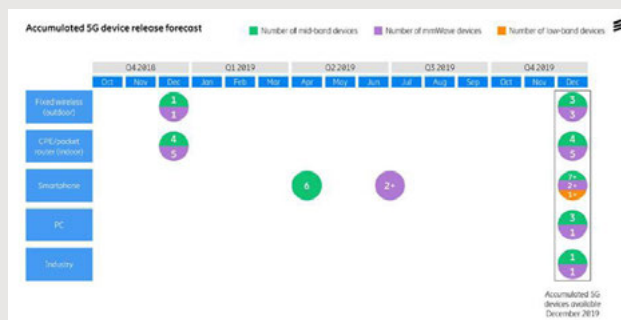 Accumulated 5G device release forecast
Number of mid-band devices
Number of mmWave devices
Number of low-band devices
Q4 2018
Q1 2019
Q2 2019
Q3 2019
Q4 2019
Oct Nov Dec Jan Feb Mar Apr May Jun Jul Aug Sep Oct Nov Dec
Fixed wireless
(outdoor)
1
1
3
3
CPE/pocket
router (indoor)
4
5
4
5
Smartphone
6
2+
7+
2+
PC
3
1
Industry
1
1
Accumulated 5G
devices available
December 2019